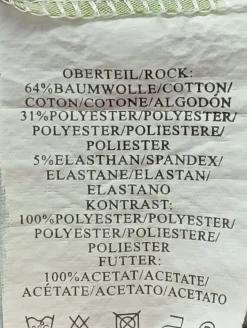 OBERTEIL/ROCK:
64%BAUMWOLLE/COTTON/
COTON/COTONE/ALGODÓN
31%POLYESTER/POLYESTER/
POLYESTER/POLIESTERE/
POLIESTER
5%ELASTHAN/SPANDEX/
ELASTANE/ELASTAN/
ELASTANO
KONTRAST:
100%POLYESTER/POLYESTER/
POLYESTER/POLIESTERE/
POLIESTER
FUTTER:
100%ACETAT/ACETATE/
ACÉTATE/ACETATO/ACETATO